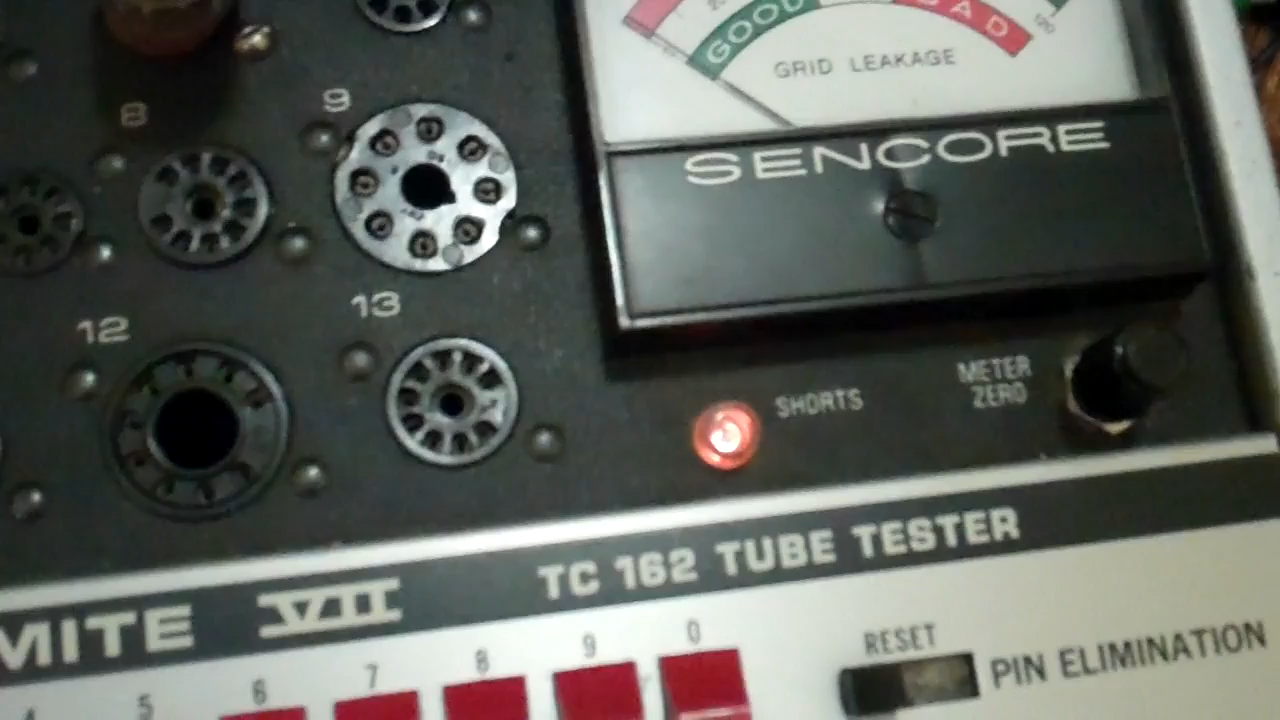 GOOD
BAD
120
GRID LEAKAGE
8
9
SENCORE
12
13
SHORTS
METER
ZERO
MITE VII
TC 162 TUBE TESTER
5
6
7
8
9
0
RESET
PIN ELIMINATION